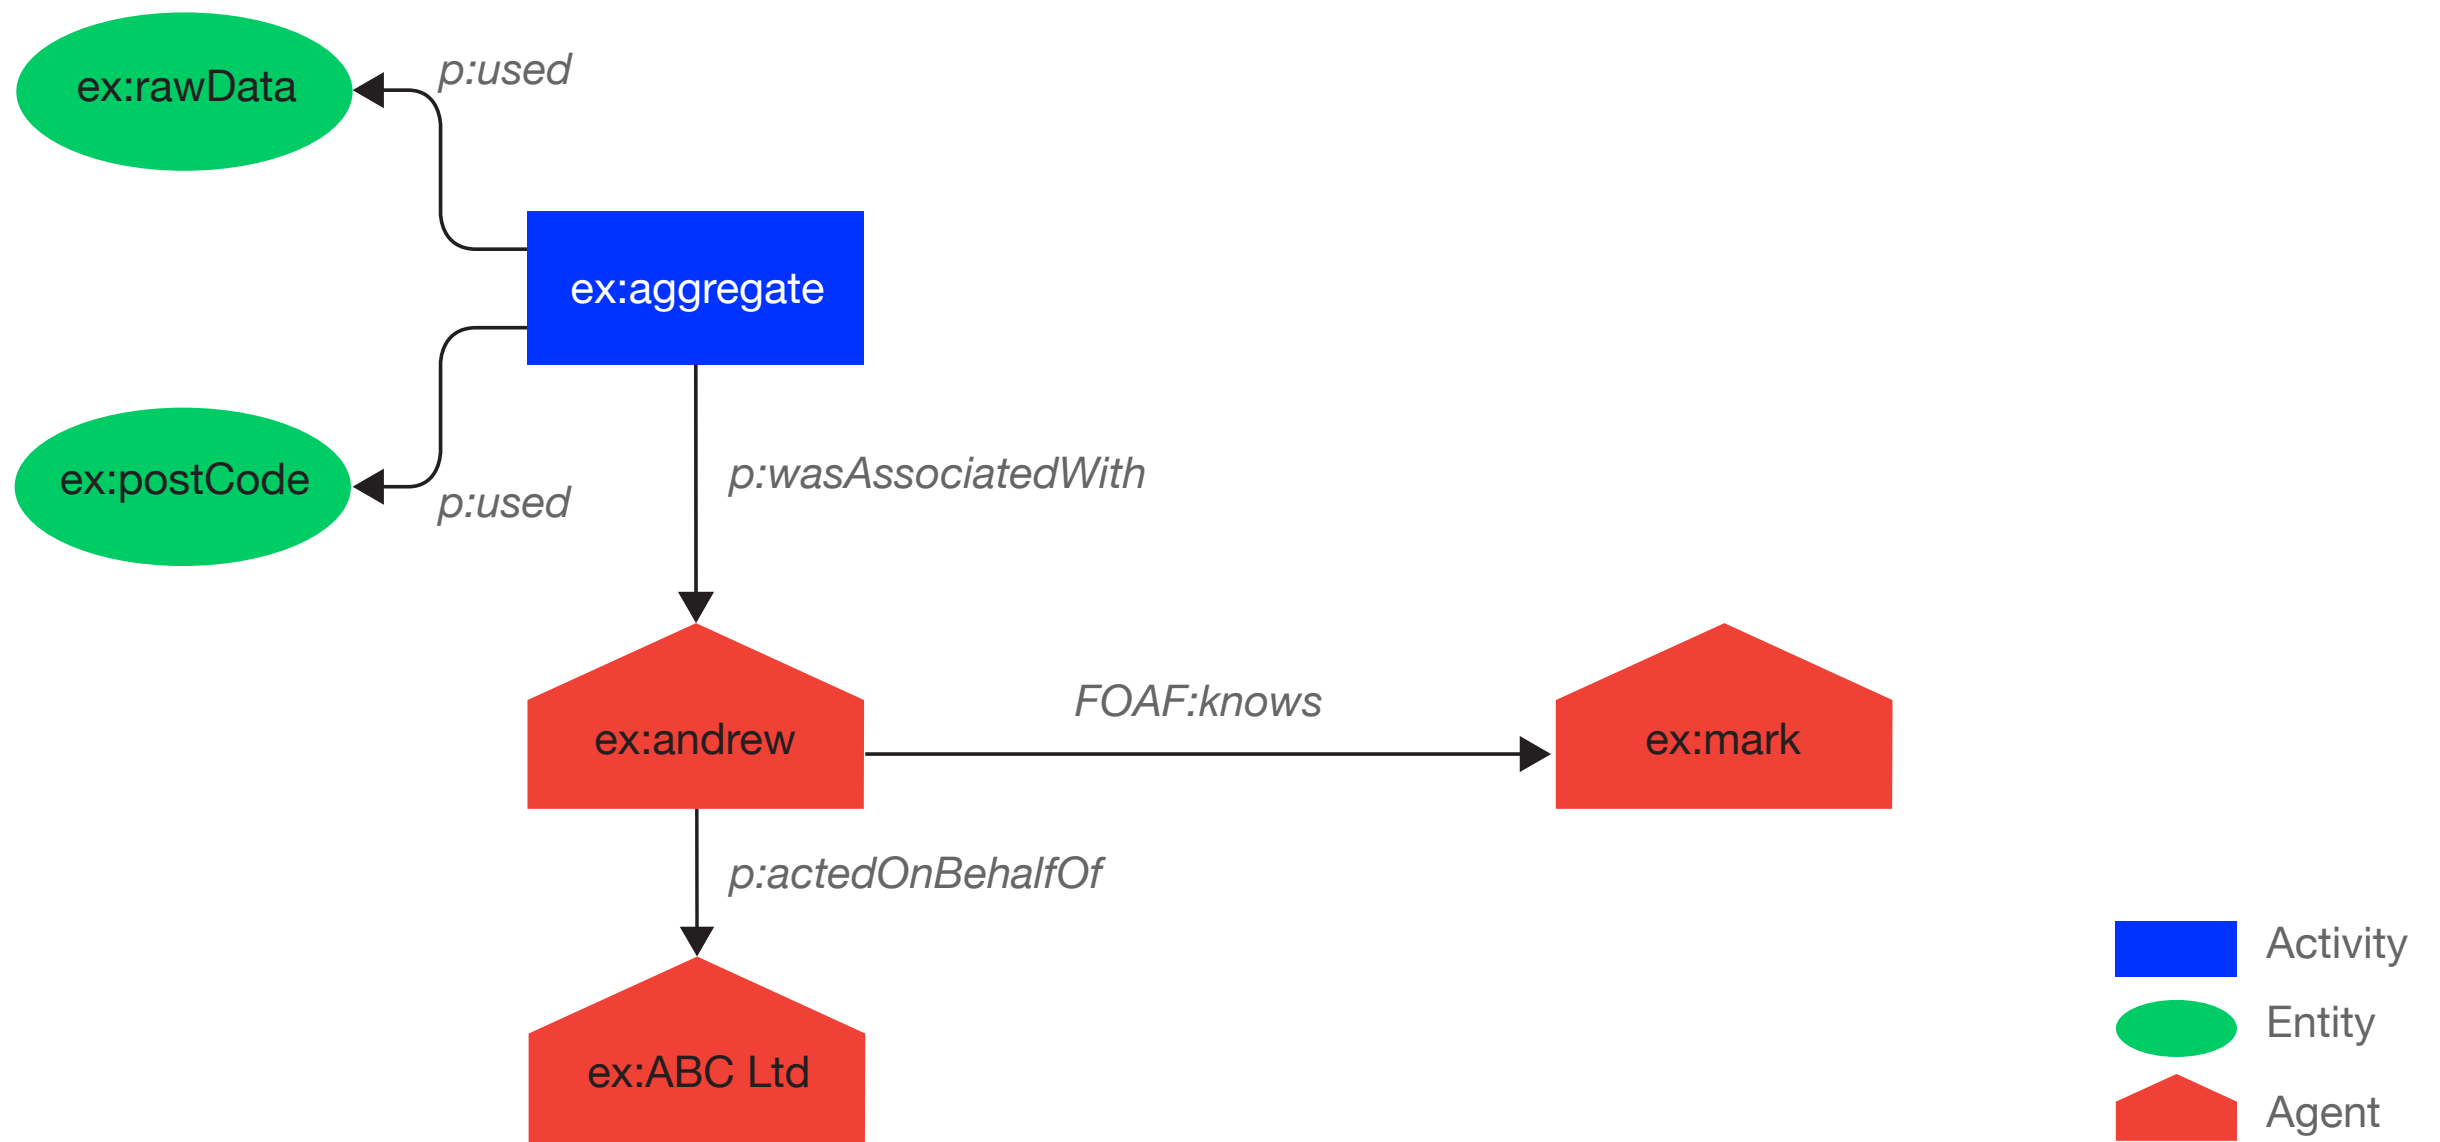 ex:rawData
p:used
ex:aggregate
ex:postCode
p:used
p:wasAssociatedWith
ex:andrew
FOAF:knows
ex:mark
p:actedOnBehalfOf
ex:ABC Ltd
Activity
Entity
Agent